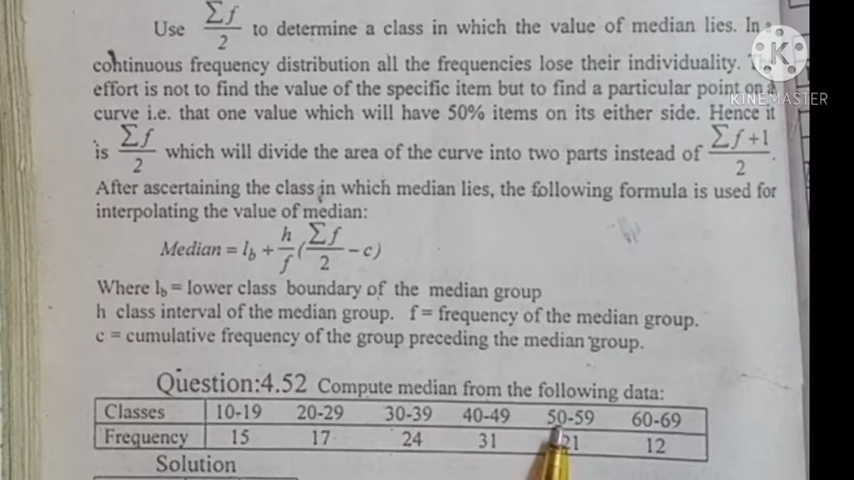 Use Σf/2 to determine a class in which the value of median lies. In a
continuous frequency distribution all the frequencies lose their individuality. The
effort is not to find the value of the specific item but to find a particular point on a
curve i.e. that one value which will have 50% items on its either side. Hence it
is Σf/2 which will divide the area of the curve into two parts instead of Σf+1/2.
After ascertaining the class in which median lies, the following formula is used for
interpolating the value of median:
Median = l_b + h/f (Σf/2 − c)
Where l_b = lower class boundary of the median group
h class interval of the median group. f = frequency of the median group.
c = cumulative frequency of the group preceding the median group.
Question:4.52 Compute median from the following data:
Classes 10-19 20-29 30-39 40-49 50-59 60-69
Frequency 15 17 24 31 21 12
Solution
KINEMASTER